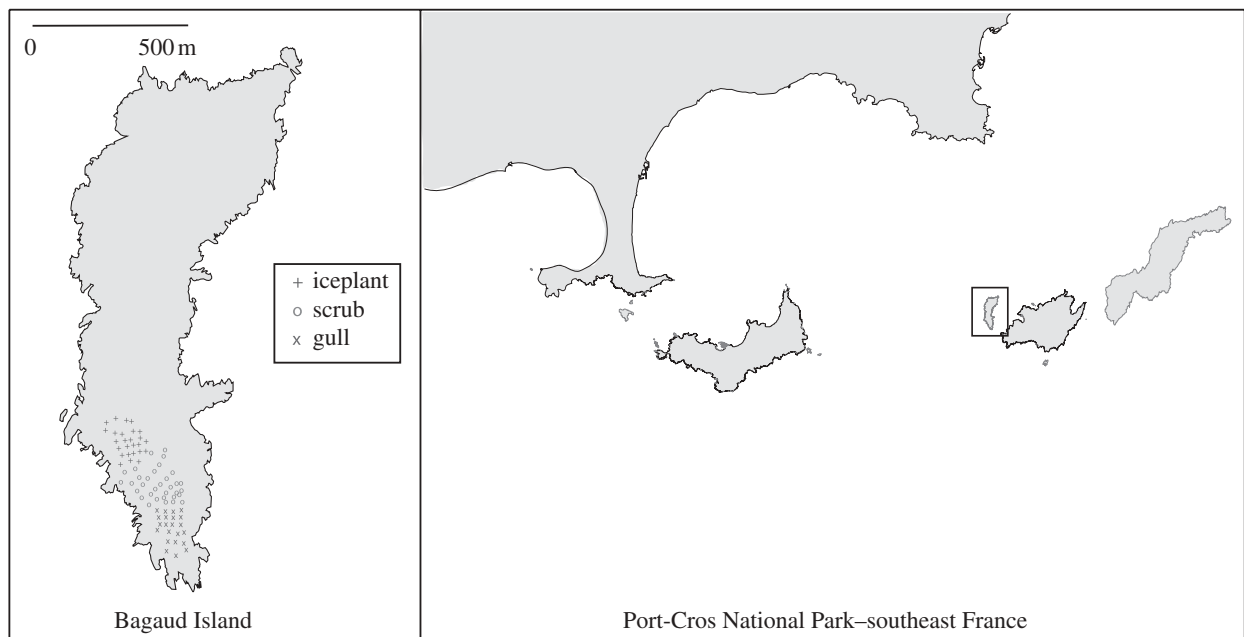 0 500 m
+ iceplant
o scrub
x gull
Bagaud Island
Port-Cros National Park–southeast France